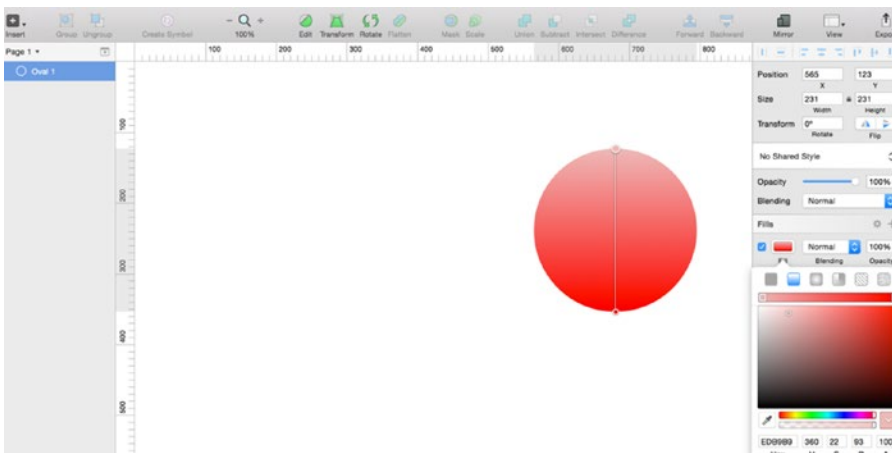 Insert Group Ungroup Create Symbol 100% Edit Transform Rotate Flatten Mask Scale Union Subtract Intersect Difference Forward Backward Mirror View Expo
Page 1
100 200 300 400 500 600 700 800
Oval 1
100
200
300
400
500
Position 565 123
X Y
Size 231 231
Width Height
Transform 0°
Rotate Flip
No Shared Style
Opacity 100%
Blending Normal
Fills
Normal 100%
Fill Blending Opacity
ED9989 360 22 93 100